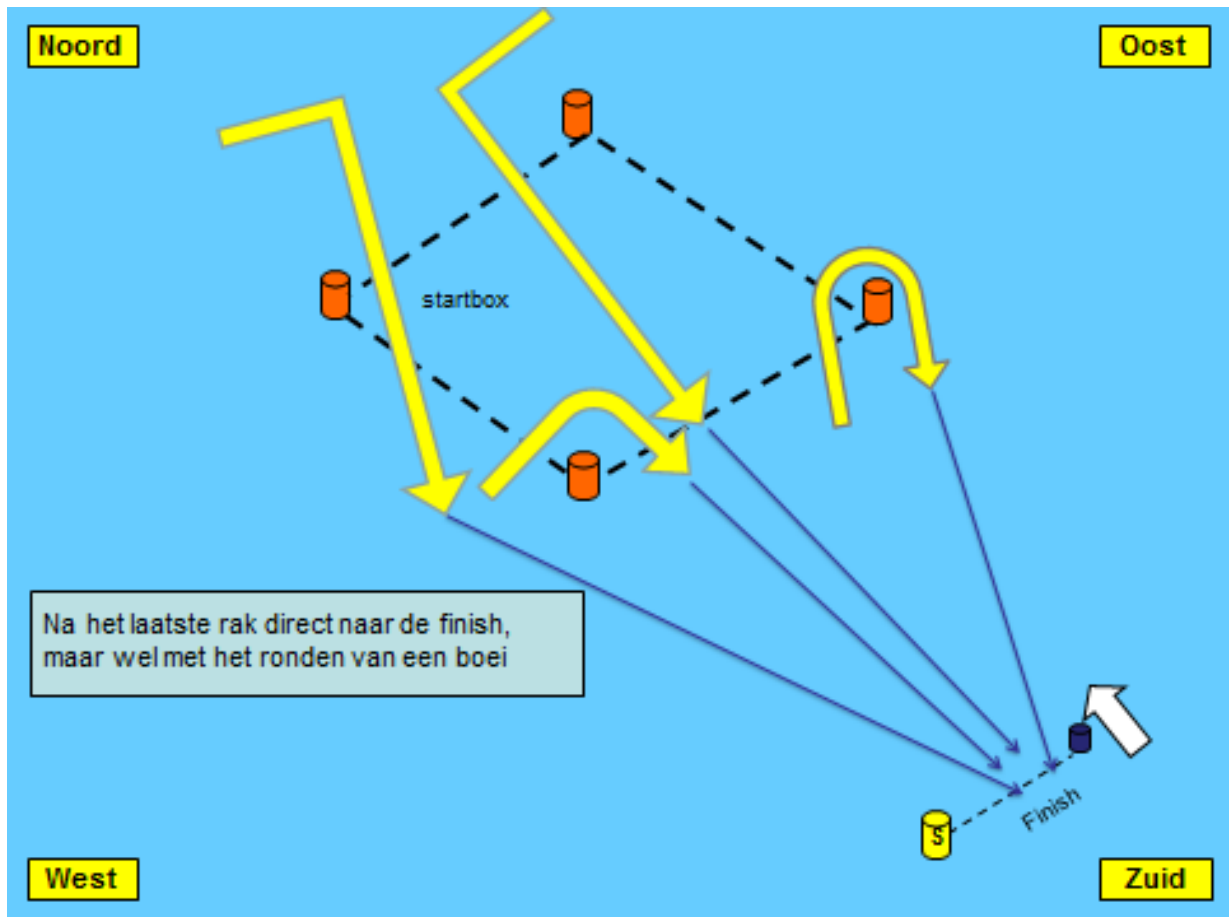 Noord
Oost
startbox
Na het laatste rak direct naar de finish,
maar wel met het ronden van een boei
Finish
S
West
Zuid